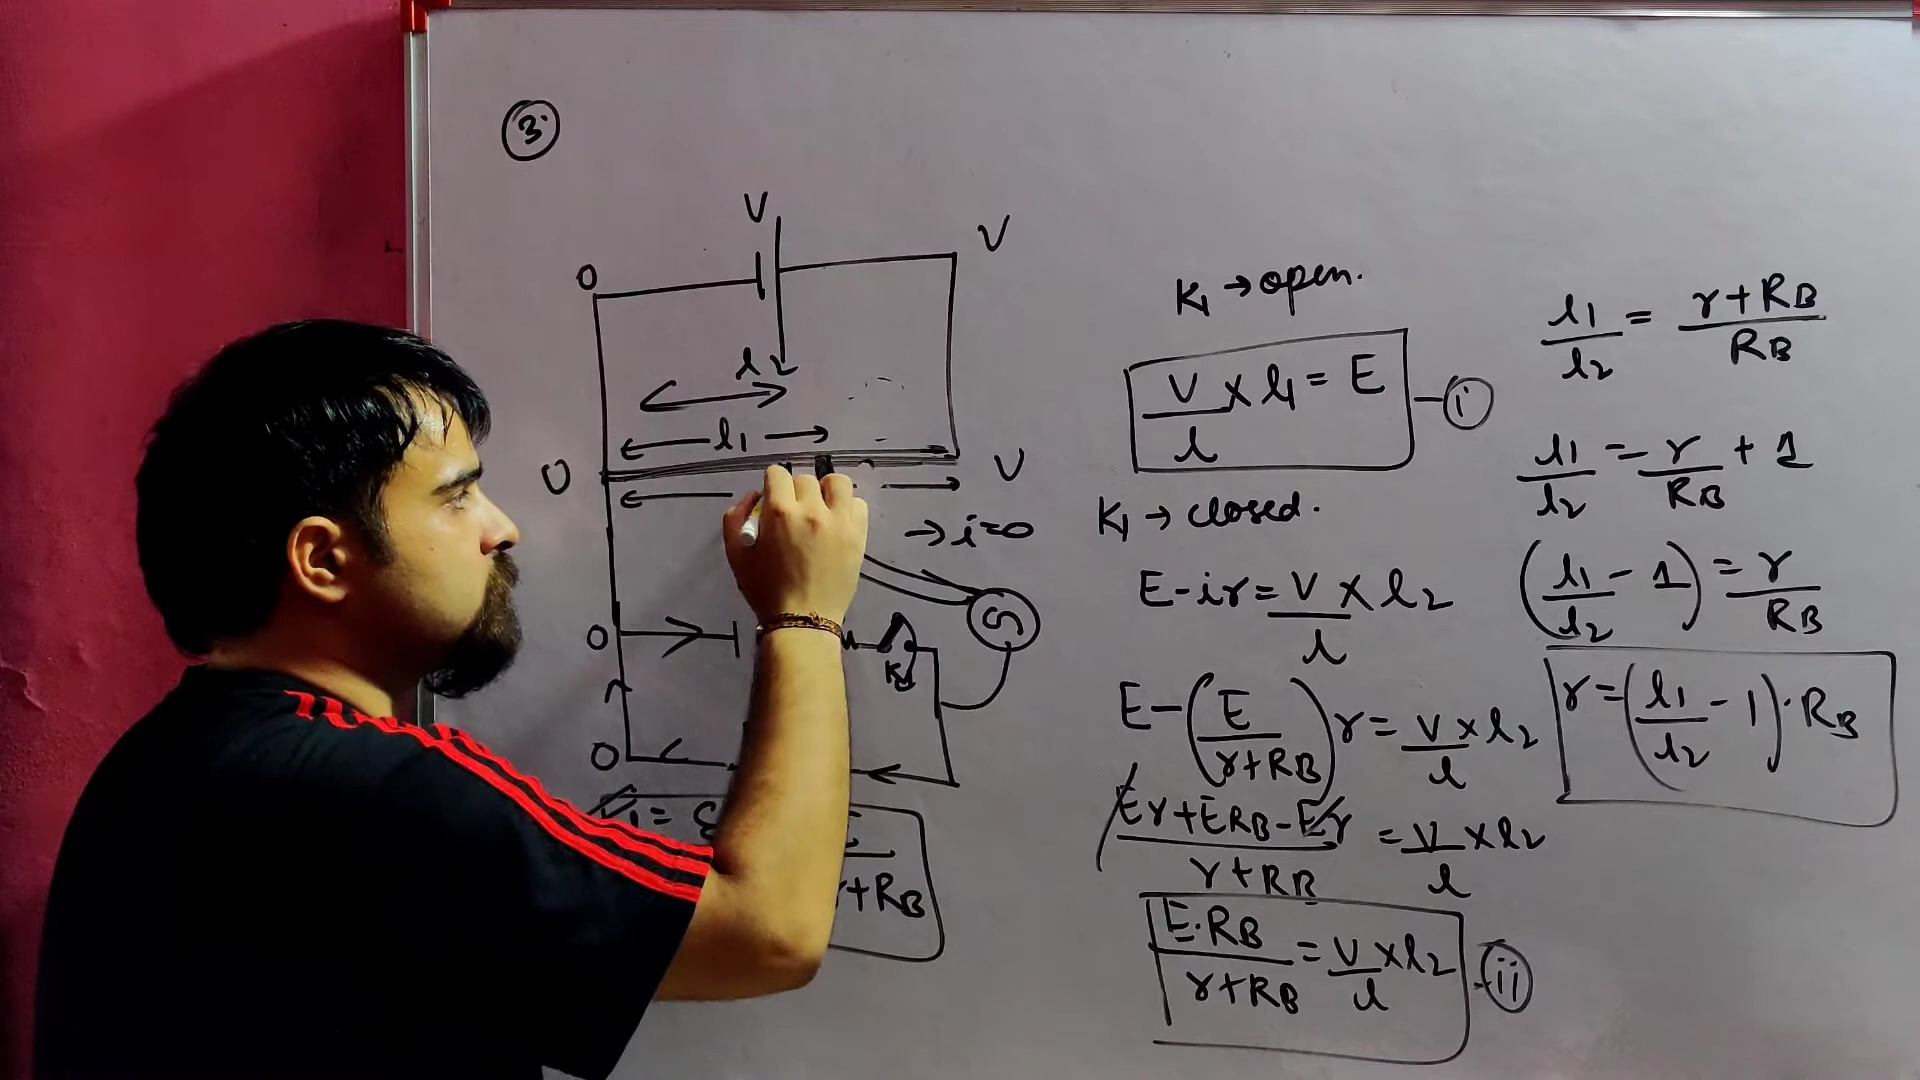 3.
V
V
0
l2
l1
0
V
→ i=0
G
0
K1
0
i = E
r+RB
K1 → open.
V/l × l1 = E — i
K1 → closed.
E-ir = V/l × l2
E-(E/(r+RB))r = V/l × l2
(Er+ERB-Er)/(r+RB) = V/l × l2
E.RB/(r+RB) = V/l × l2 — ii
l1/l2 = (r+RB)/RB
l1/l2 = r/RB + 1
(l1/l2 - 1) = r/RB
r = (l1/l2 - 1).RB